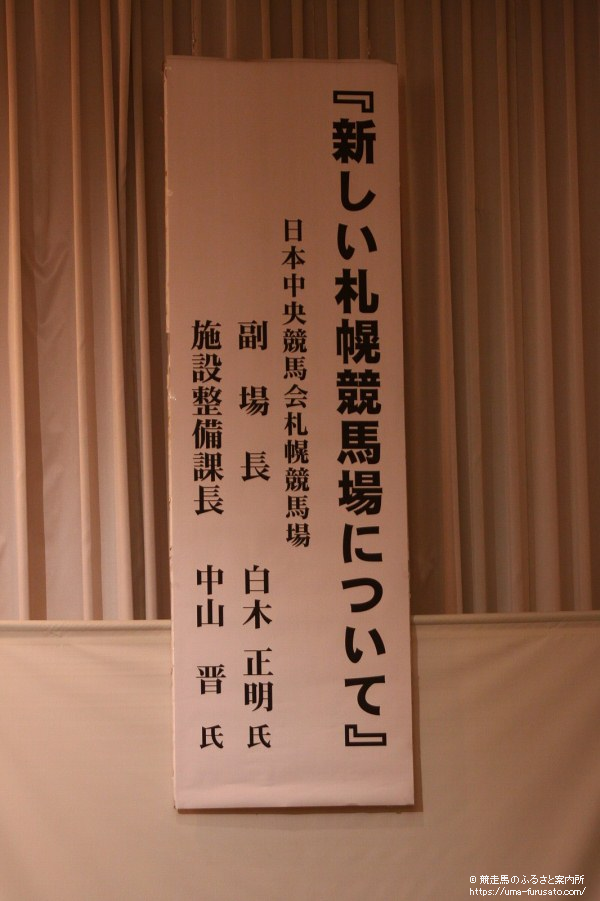 『新しい札幌競馬場について』
日本中央競馬会札幌競馬場
副場長 白木 正明 氏
施設整備課長 中山 晋 氏
© 競走馬のふるさと案内所
https://uma-furusato.com/